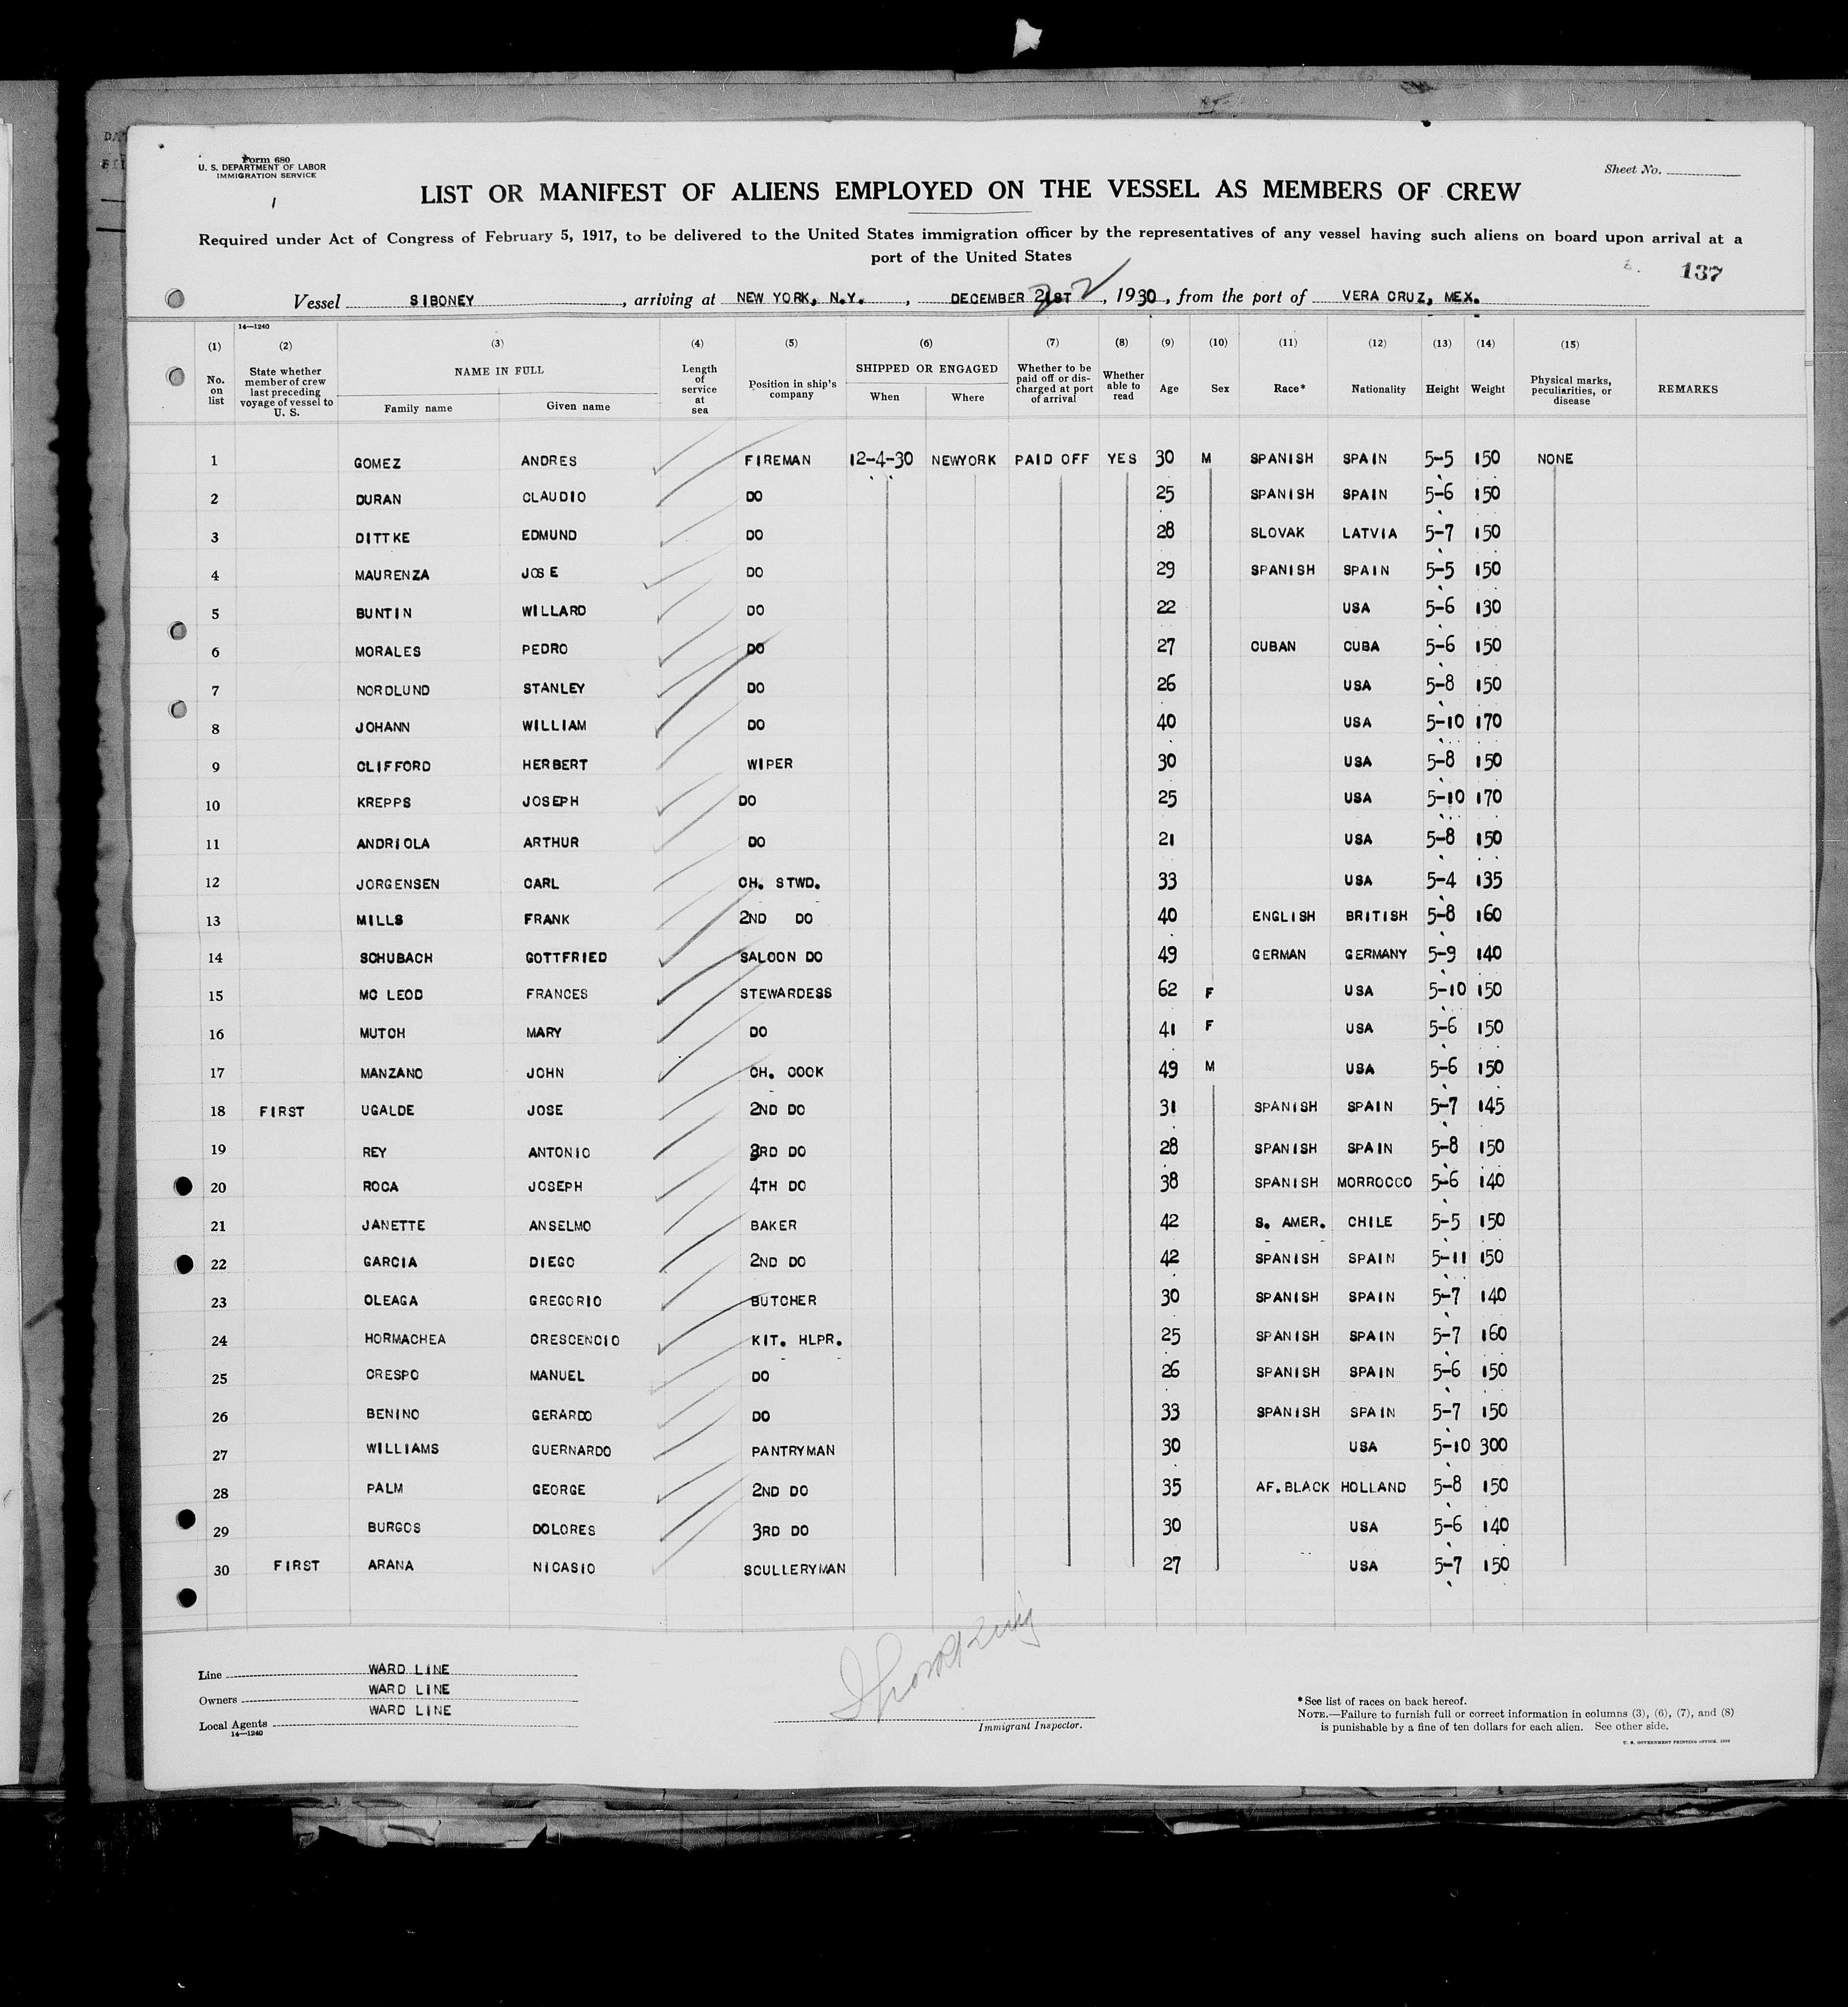 Form 680
U. S. DEPARTMENT OF LABOR
IMMIGRATION SERVICE
Sheet No.
1
LIST OR MANIFEST OF ALIENS EMPLOYED ON THE VESSEL AS MEMBERS OF CREW
Required under Act of Congress of February 5, 1917, to be delivered to the United States immigration officer by the representatives of any vessel having such aliens on board upon arrival at a
port of the United States
137
Vessel SIBONEY, arriving at NEW YORK, N.Y., DECEMBER 21ST 22, 1930, from the port of VERA CRUZ, MEX.
14—1240
(1) (2) (3) (4) (5) (6) (7) (8) (9) (10) (11) (12) (13) (14) (15)
No. on list State whether member of crew last preceding voyage of vessel to U. S. NAME IN FULL Family name Given name Length of service at sea Position in ship's company SHIPPED OR ENGAGED When Where Whether to be paid off or discharged at port of arrival Whether able to read Age Sex Race* Nationality Height Weight Physical marks, peculiarities, or disease REMARKS
1 GOMEZ ANDRES FIREMAN 12-4-30 NEWYORK PAID OFF YES 30 M SPANISH SPAIN 5-5 150 NONE
2 DURAN CLAUDIO DO 25 SPANISH SPAIN 5-6 150
3 DITTKE EDMUND DO 28 SLOVAK LATVIA 5-7 150
4 MAURENZA JOSE DO 29 SPANISH SPAIN 5-5 150
5 BUNTIN WILLARD DO 22 USA 5-6 130
6 MORALES PEDRO DO 27 CUBAN CUBA 5-6 150
7 NORDLUND STANLEY DO 26 USA 5-8 150
8 JOHANN WILLIAM DO 40 USA 5-10 170
9 CLIFFORD HERBERT WIPER 30 USA 5-8 150
10 KREPPS JOSEPH DO 25 USA 5-10 170
11 ANDRIOLA ARTHUR DO 21 USA 5-8 150
12 JORGENSEN CARL CH. STWD. 33 USA 5-4 135
13 MILLS FRANK 2ND DO 40 ENGLISH BRITISH 5-8 160
14 SCHUBACH GOTTFRIED SALOON DO 49 GERMAN GERMANY 5-9 140
15 MC LEOD FRANCES STEWARDESS 62 F USA 5-10 150
16 MUTCH MARY DO 41 F USA 5-6 150
17 MANZANO JOHN CH. COOK 49 M USA 5-6 150
18 FIRST UGALDE JOSE 2ND DO 31 SPANISH SPAIN 5-7 145
19 REY ANTONIO 3RD DO 28 SPANISH SPAIN 5-8 150
20 ROCA JOSEPH 4TH DO 38 SPANISH MORROCCO 5-6 140
21 JANETTE ANSELMO BAKER 42 S. AMER. CHILE 5-5 150
22 GARCIA DIEGO 2ND DO 42 SPANISH SPAIN 5-11 150
23 OLEAGA GREGORIO BUTCHER 30 SPANISH SPAIN 5-7 140
24 HORMACHEA CRESCENCIO KIT. HLPR. 25 SPANISH SPAIN 5-7 160
25 CRESPO MANUEL DO 26 SPANISH SPAIN 5-6 150
26 BENINO GERARDO DO 33 SPANISH SPAIN 5-7 150
27 WILLIAMS GUERNARDO PANTRYMAN 30 USA 5-10 300
28 PALM GEORGE 2ND DO 35 AF.BLACK HOLLAND 5-8 150
29 BURGOS DOLORES 3RD DO 30 USA 5-6 140
30 FIRST ARANA NICASIO SCULLERYMAN 27 USA 5-7 150
Line WARD LINE
Owners WARD LINE
Local Agents WARD LINE
14—1240
Immigrant Inspector.
*See list of races on back hereof.
NOTE.—Failure to furnish full or correct information in columns (3), (6), (7), and (8)
is punishable by a fine of ten dollars for each alien. See other side.
U. S. GOVERNMENT PRINTING OFFICE.